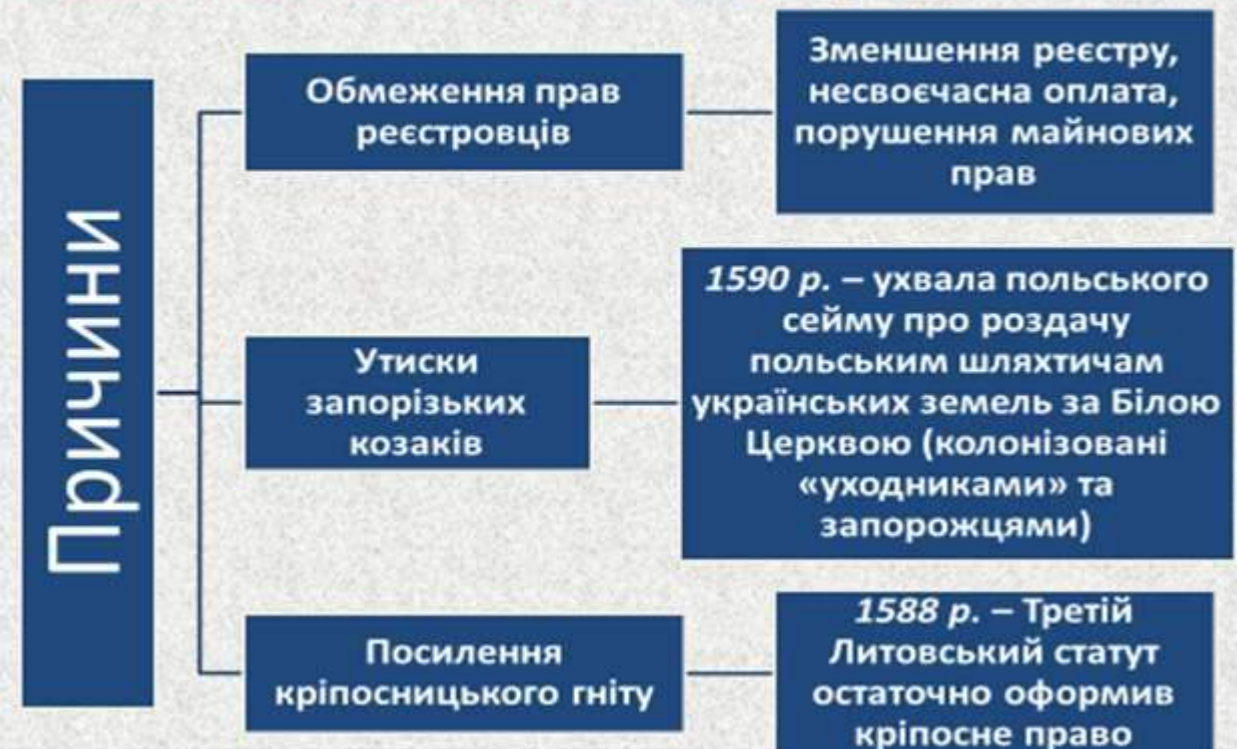 Причини
Обмеження прав
реєстровців
Зменшення реєстру,
несвоєчасна оплата,
порушення майнових
прав
Утиски
запорізьких
козаків
1590 р. – ухвала польського
сейму про роздачу
польським шляхтичам
українських земель за Білою
Церквою (колонізовані
«уходниками» та
запорожцями)
Посилення
кріпосницького гніту
1588 р. – Третій
Литовський статут
остаточно оформив
кріпосне право